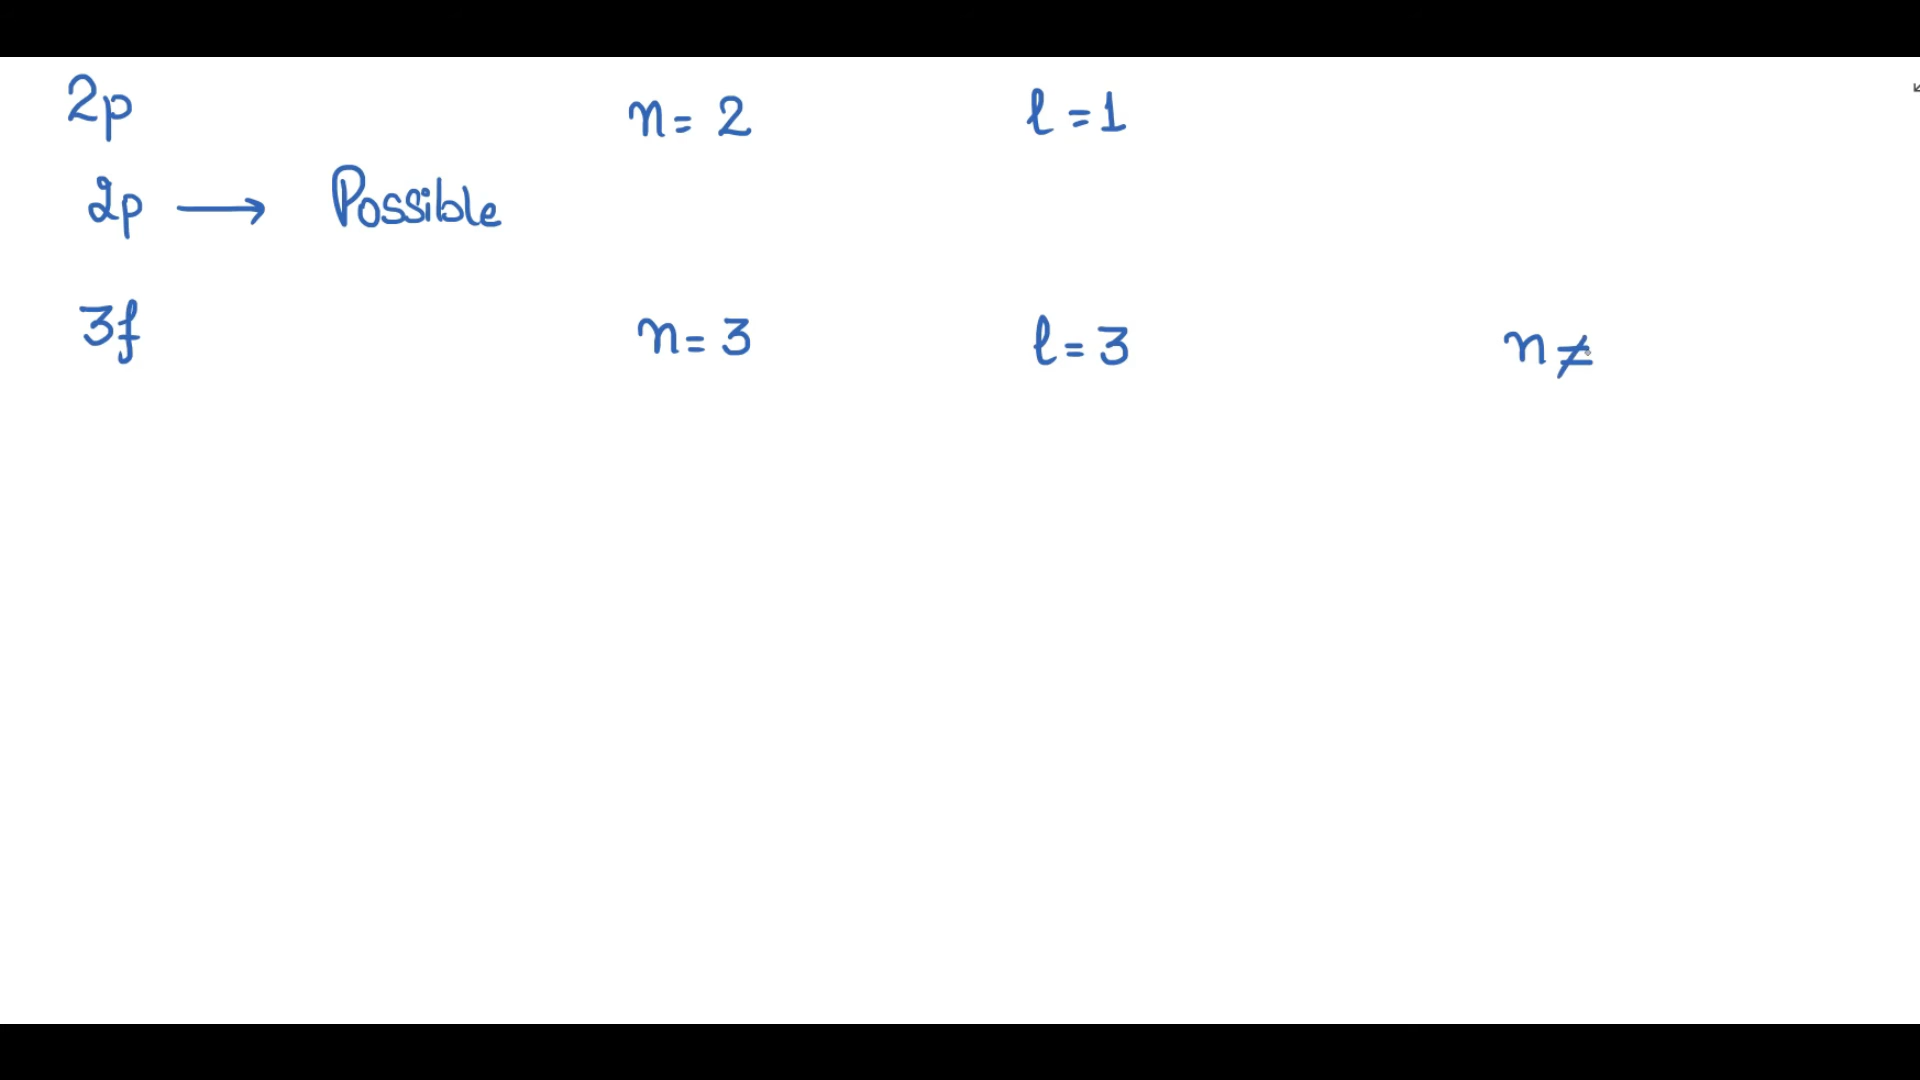 2p n = 2 l = 1
2p → Possible
3f n = 3 l = 3 n ≠